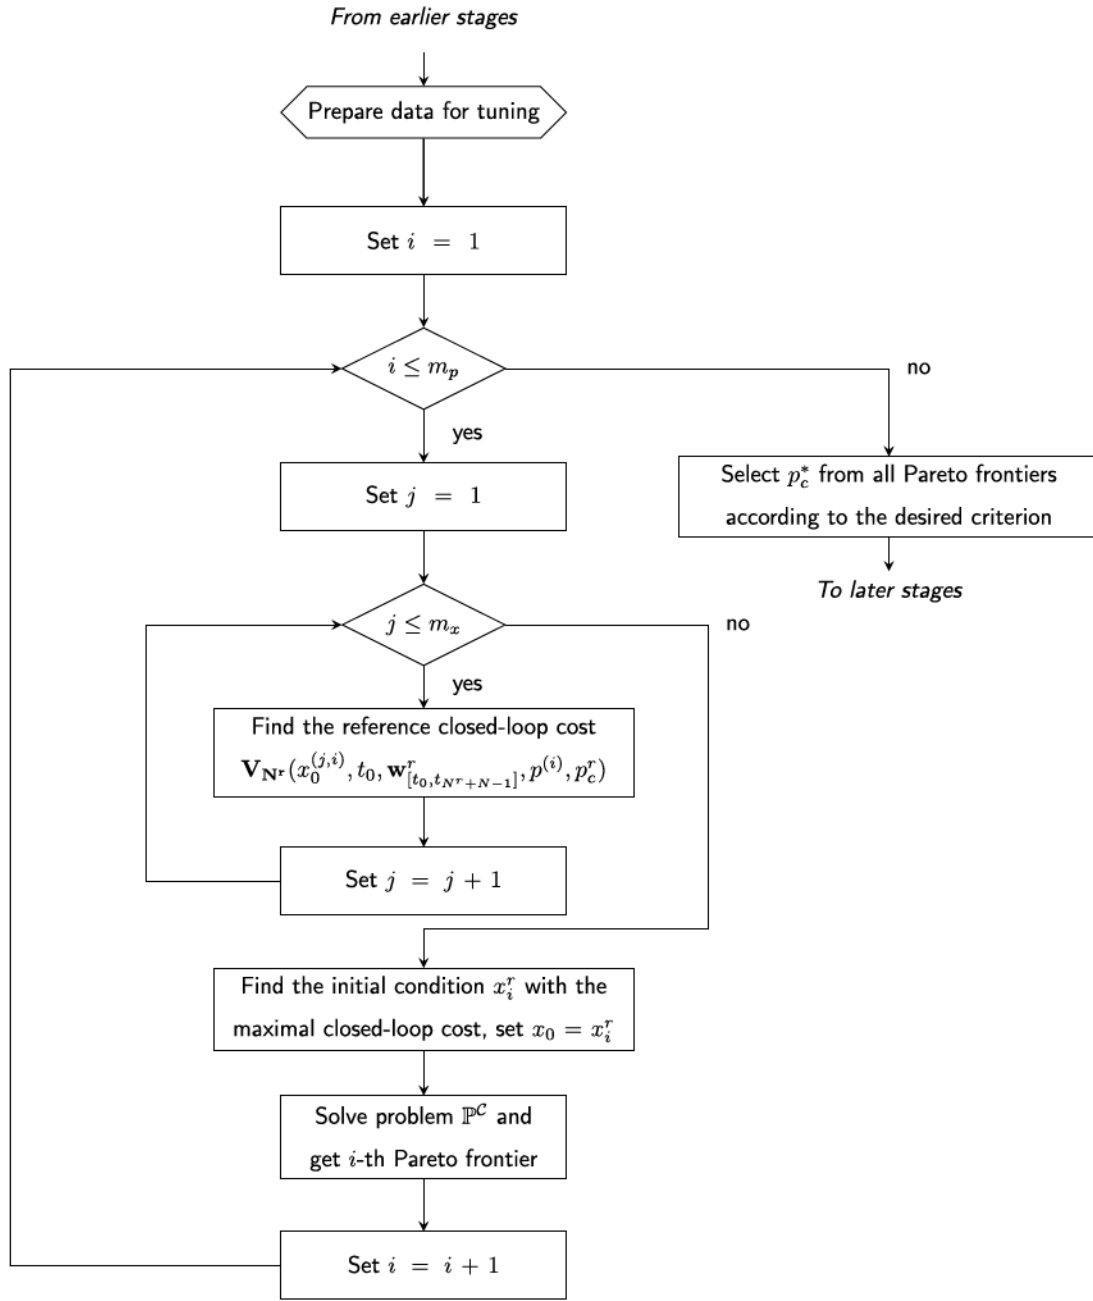 From earlier stages
Prepare data for tuning
Set i = 1
i ≤ m_p
no
yes
Select p_c^* from all Pareto frontiers
according to the desired criterion
Set j = 1
To later stages
j ≤ m_x
no
yes
Find the reference closed-loop cost
V_{N^r}(x_0^{(j,i)}, t_0, w^r_{[t_0,t_{N^r+N-1}]}, p^{(i)}, p_c^r)
Set j = j + 1
Find the initial condition x_i^r with the
maximal closed-loop cost, set x_0 = x_i^r
Solve problem ℙ^𝒞 and
get i-th Pareto frontier
Set i = i + 1